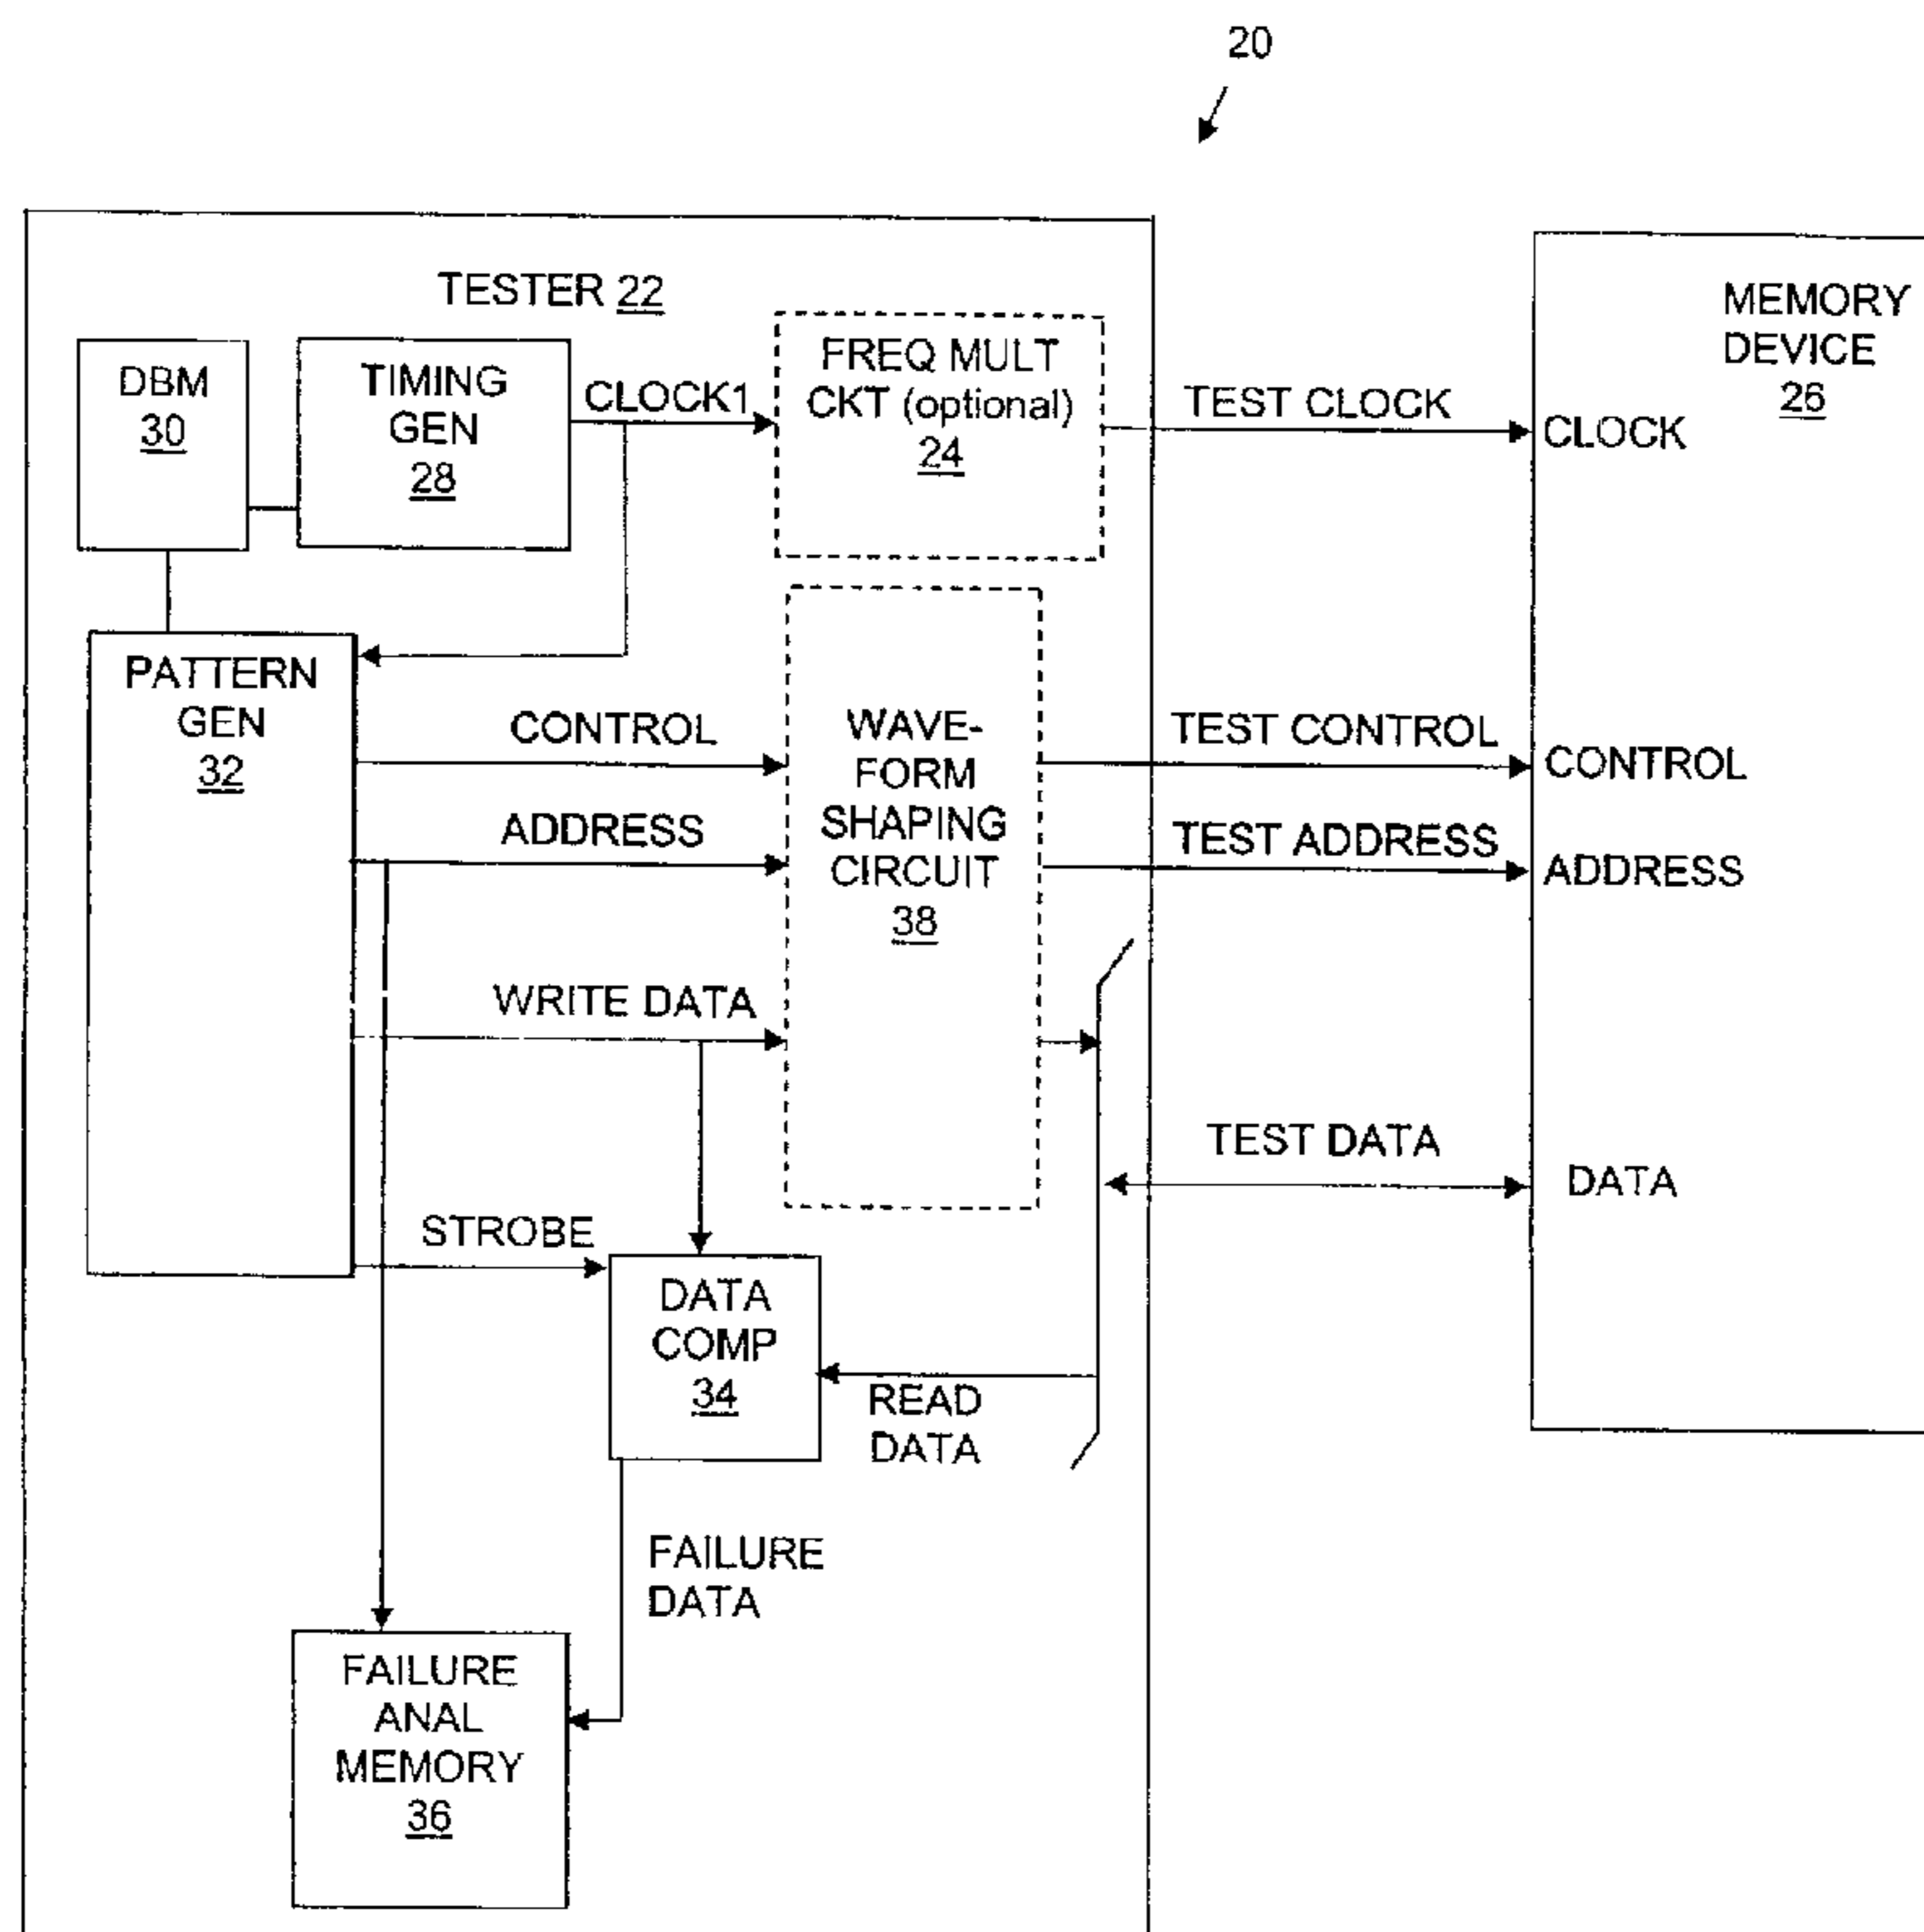 20
TESTER 22
DBM
30
TIMING
GEN
28
CLOCK1
FREQ MULT
CKT (optional)
24
TEST CLOCK
MEMORY
DEVICE
26
CLOCK
PATTERN
GEN
32
CONTROL
ADDRESS
WRITE DATA
STROBE
WAVE-
FORM
SHAPING
CIRCUIT
38
TEST CONTROL
CONTROL
TEST ADDRESS
ADDRESS
TEST DATA
DATA
DATA
COMP
34
READ
DATA
FAILURE
DATA
FAILURE
ANAL
MEMORY
36